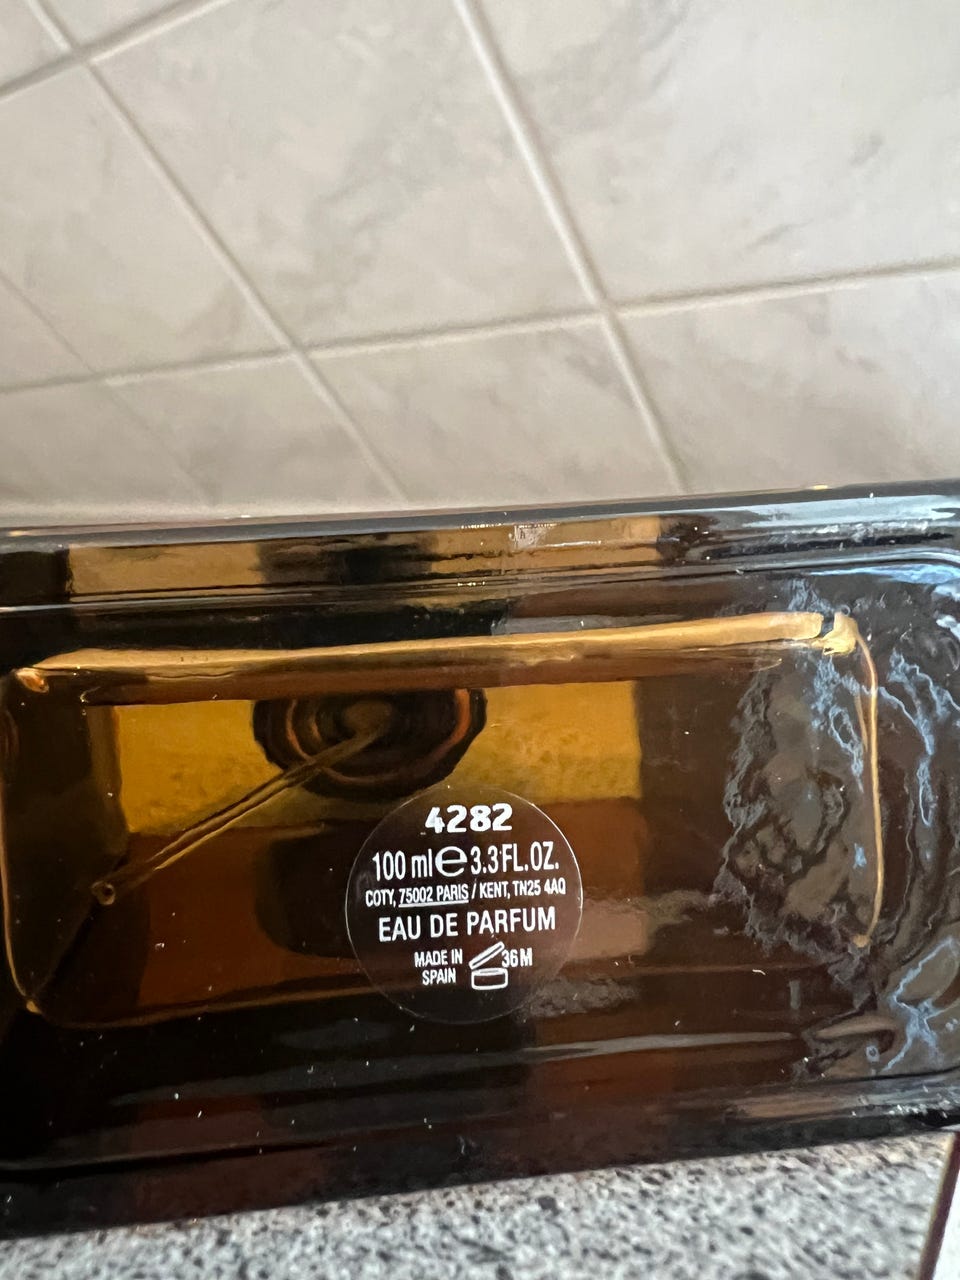 4282
100 ml e 3.3 FL.OZ.
COTY, 75002 PARIS / KENT, TN25 4AQ
EAU DE PARFUM
MADE IN
SPAIN
36M